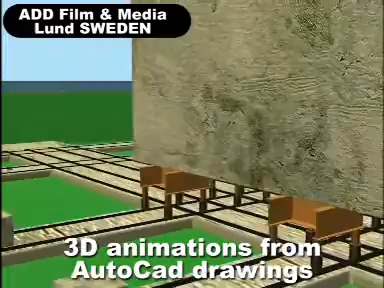 ADD Film & Media
Lund SWEDEN
3D animations from
AutoCad drawings